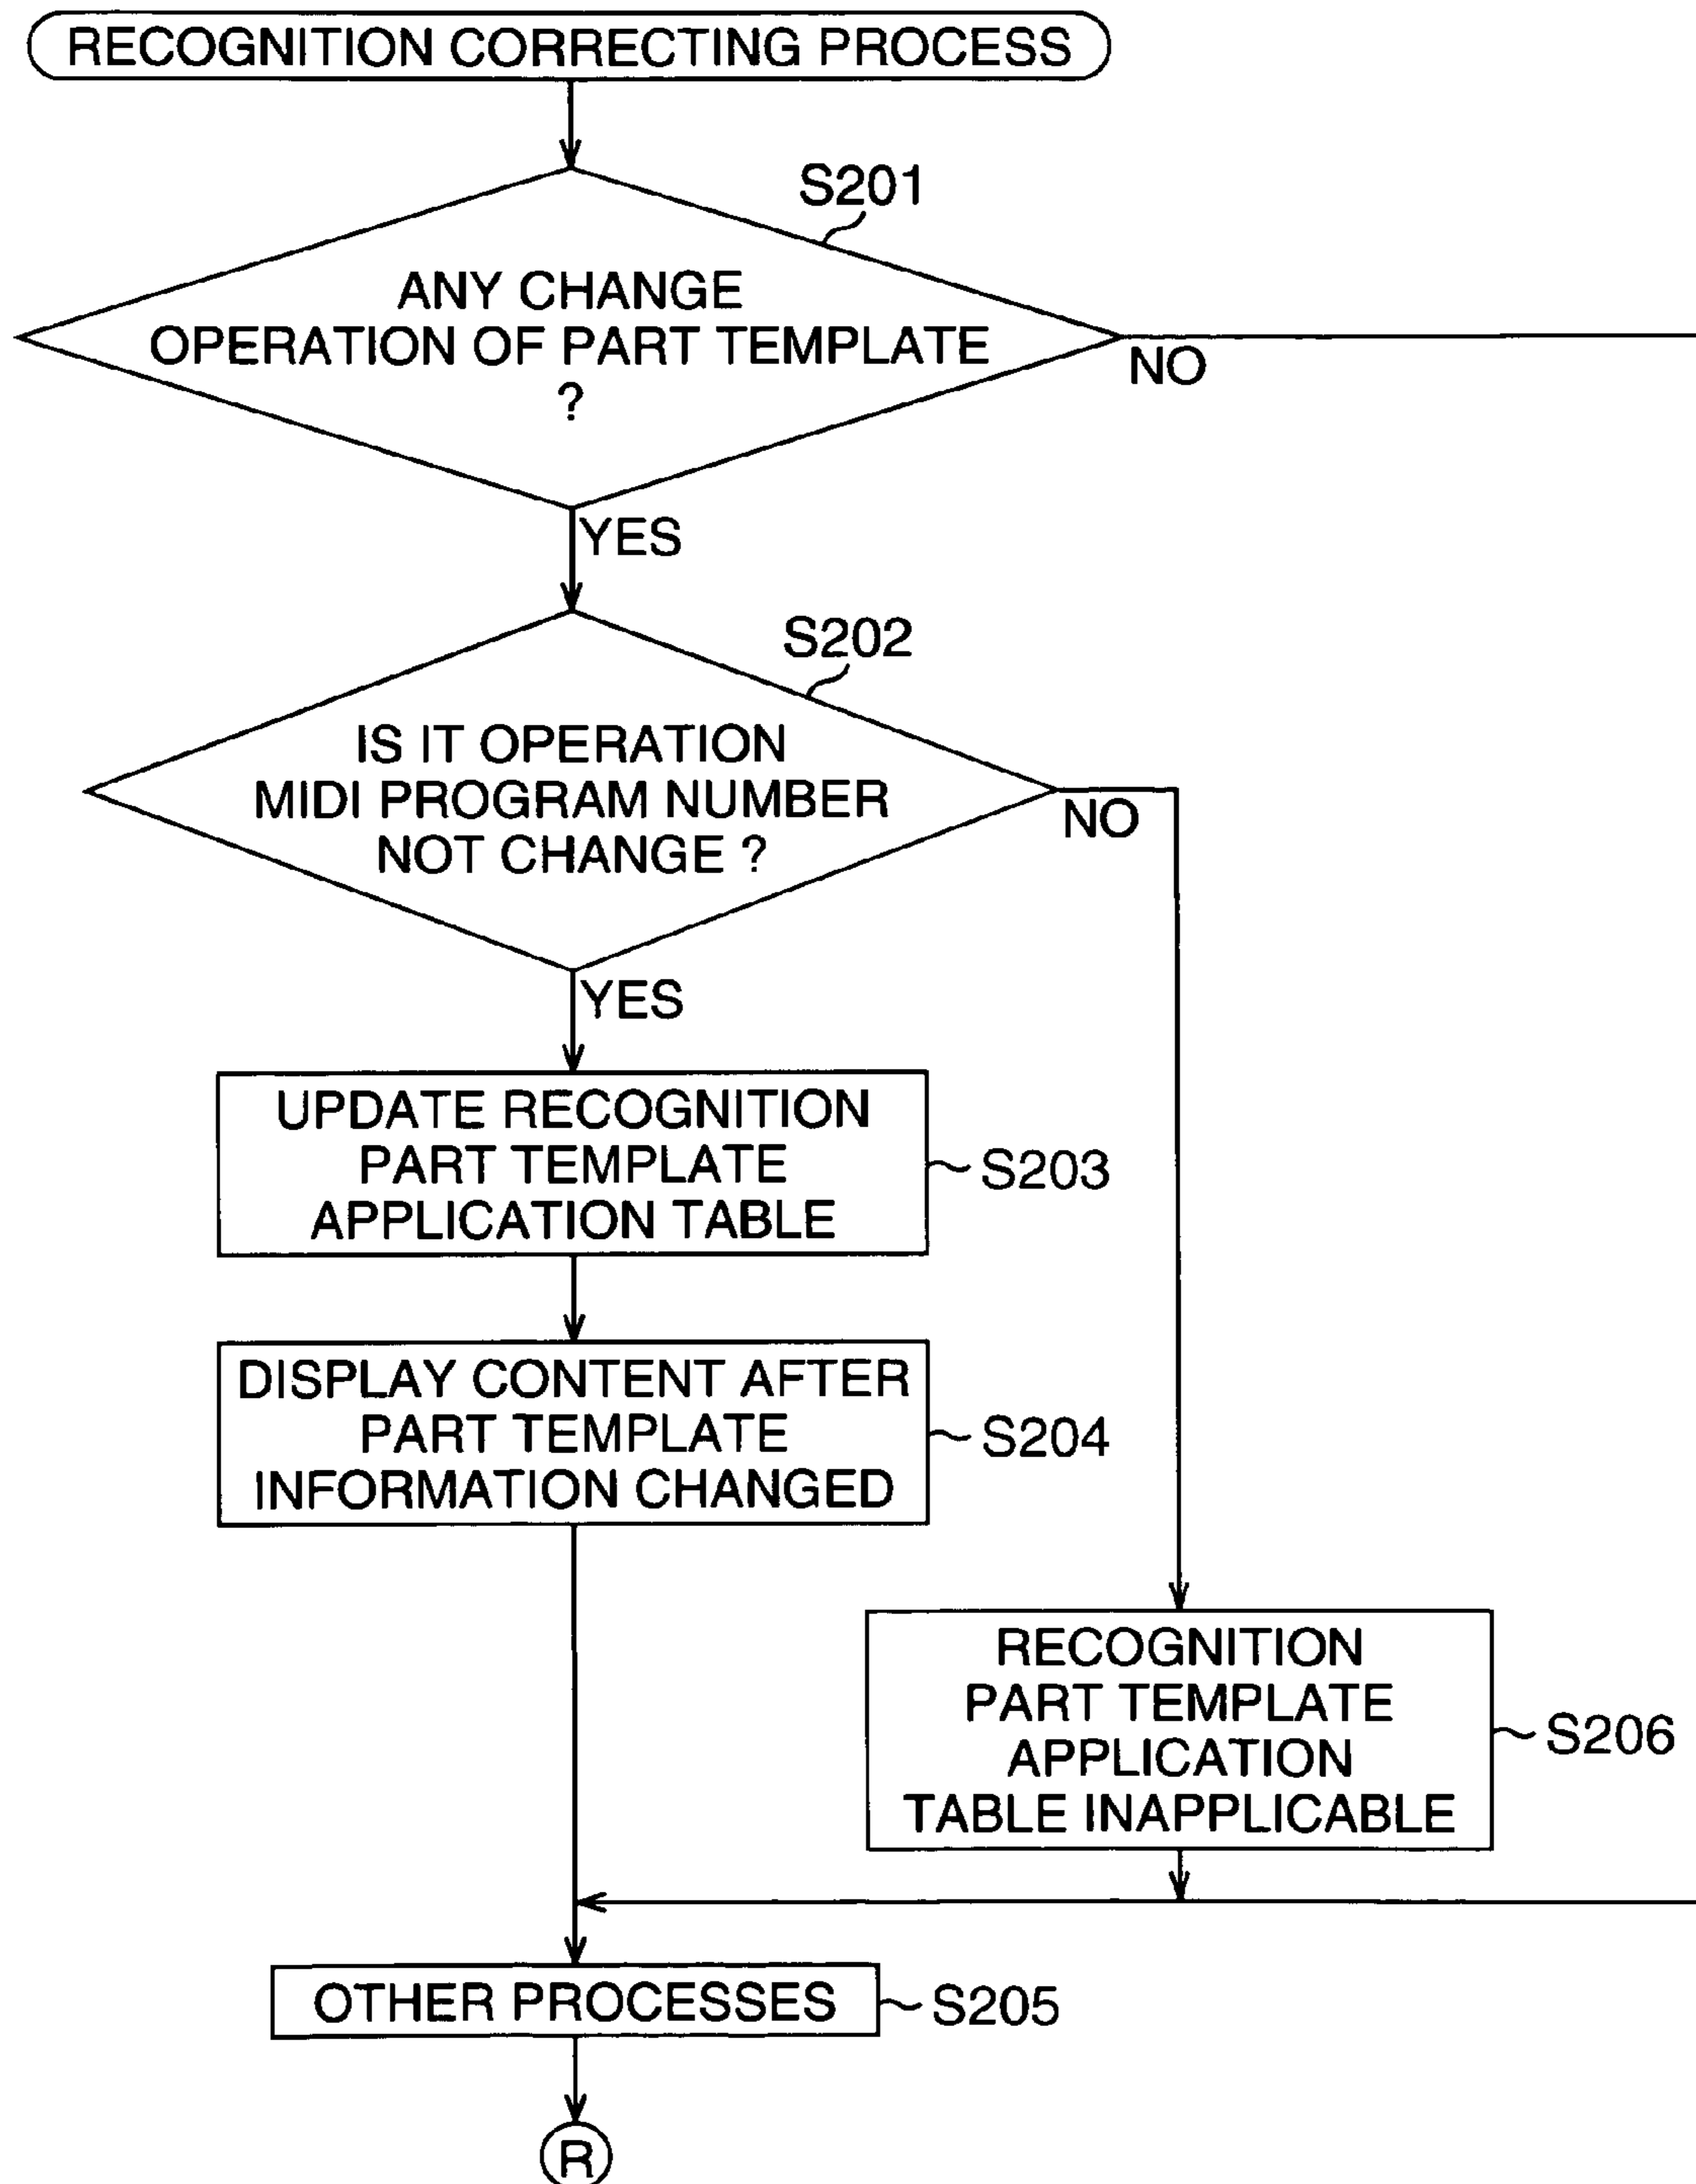 RECOGNITION CORRECTING PROCESS
S201
ANY CHANGE
OPERATION OF PART TEMPLATE
?
NO
YES
S202
IS IT OPERATION
MIDI PROGRAM NUMBER
NOT CHANGE ?
NO
YES
UPDATE RECOGNITION
PART TEMPLATE
APPLICATION TABLE
S203
DISPLAY CONTENT AFTER
PART TEMPLATE
INFORMATION CHANGED
S204
RECOGNITION
PART TEMPLATE
APPLICATION
TABLE INAPPLICABLE
S206
OTHER PROCESSES
S205
R